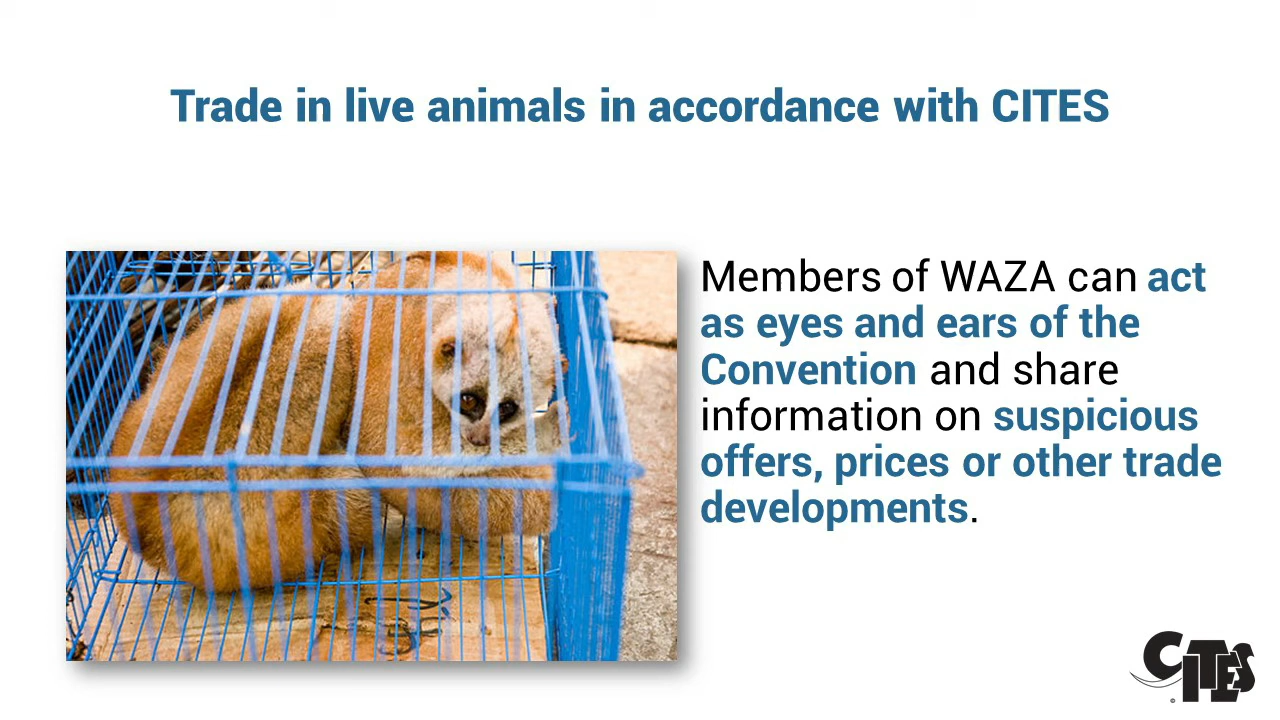 Trade in live animals in accordance with CITES
Members of WAZA can act
as eyes and ears of the
Convention and share
information on suspicious
offers, prices or other trade
developments.
CITES
®